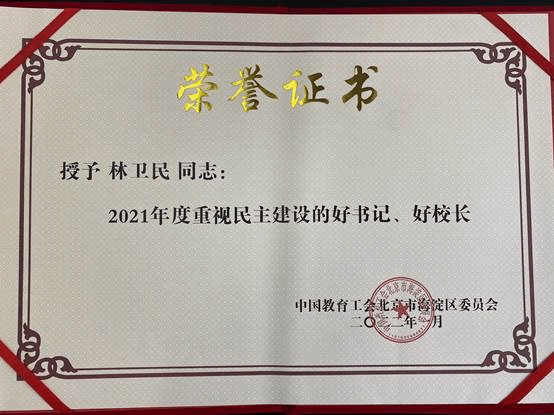 荣誉证书
授予 林卫民 同志：
2021年度重视民主建设的好书记、好校长
中国教育工会北京市海淀区委员会
二〇二二年一月